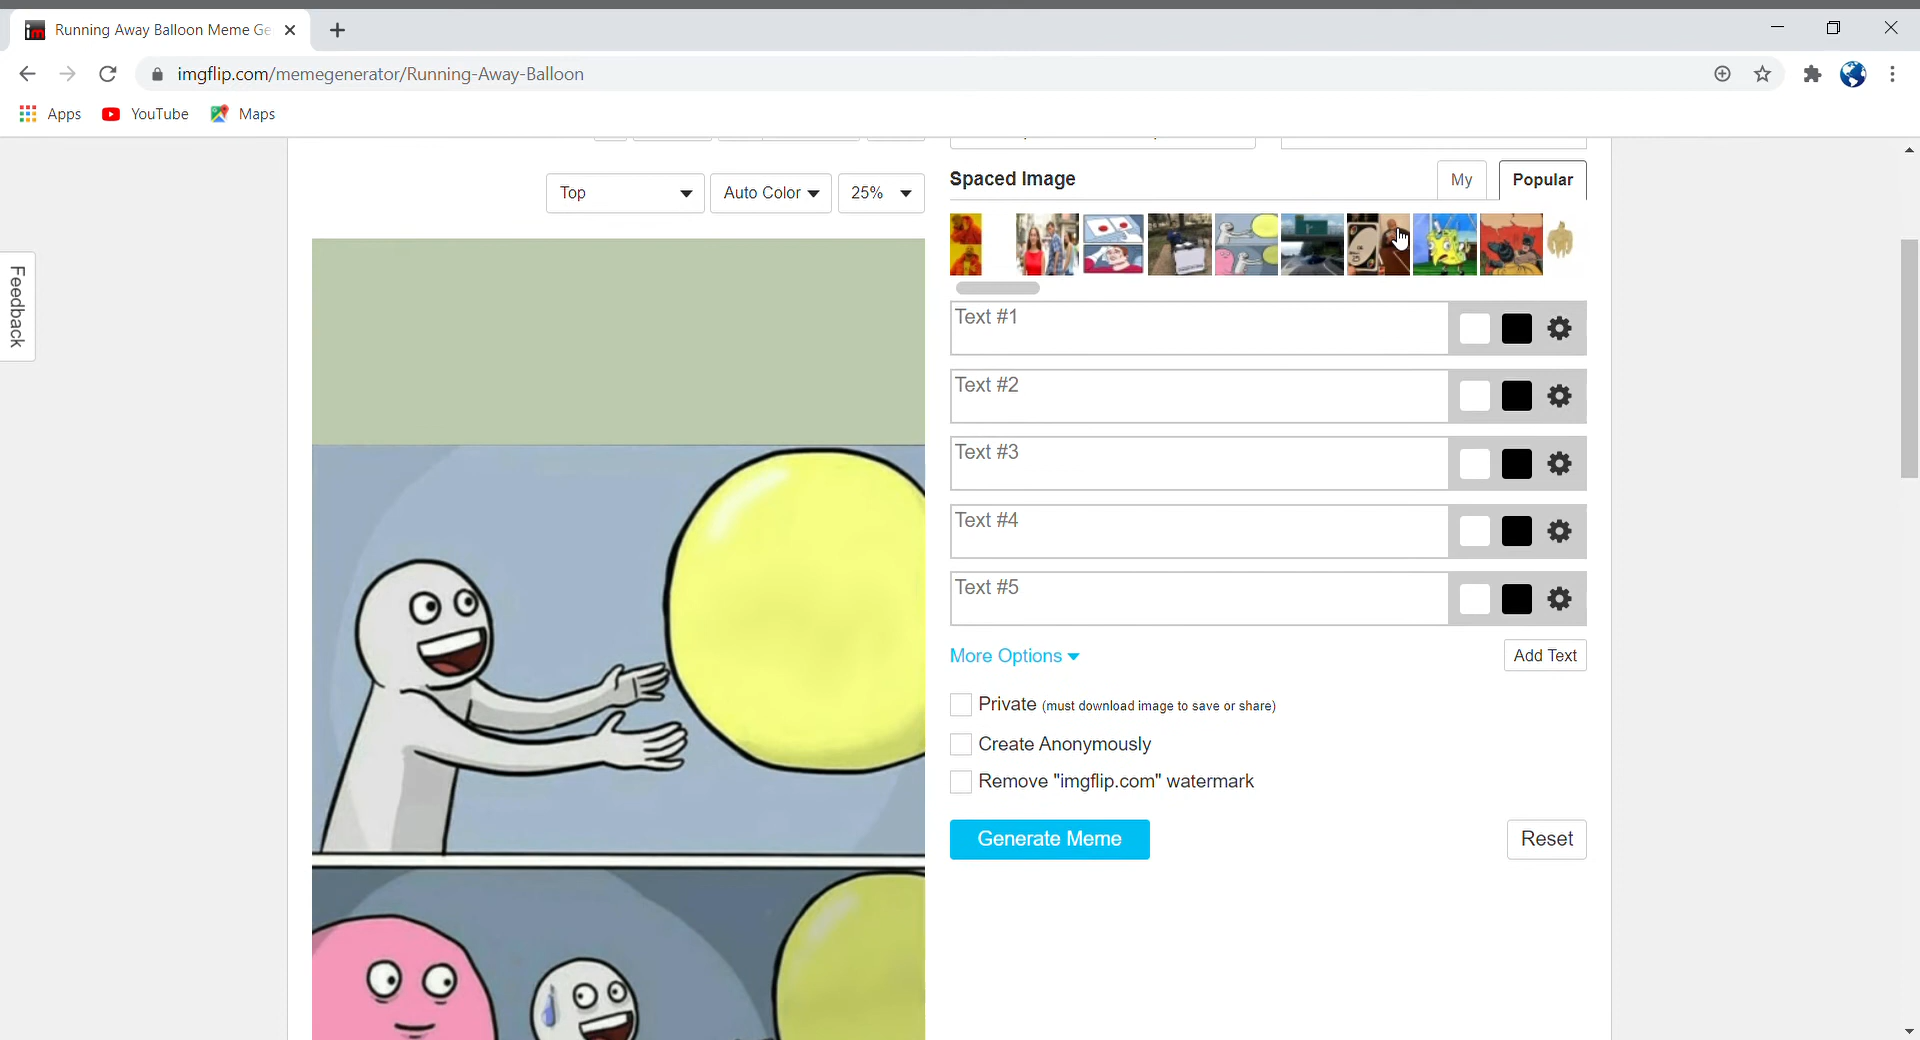 Running Away Balloon Meme Ge
imgflip.com/memegenerator/Running-Away-Balloon
Apps YouTube Maps
Top Auto Color 25%
Spaced Image My Popular
Feedback
Text #1
Text #2
Text #3
Text #4
Text #5
More Options Add Text
Private (must download image to save or share)
Create Anonymously
Remove "imgflip.com" watermark
Generate Meme Reset